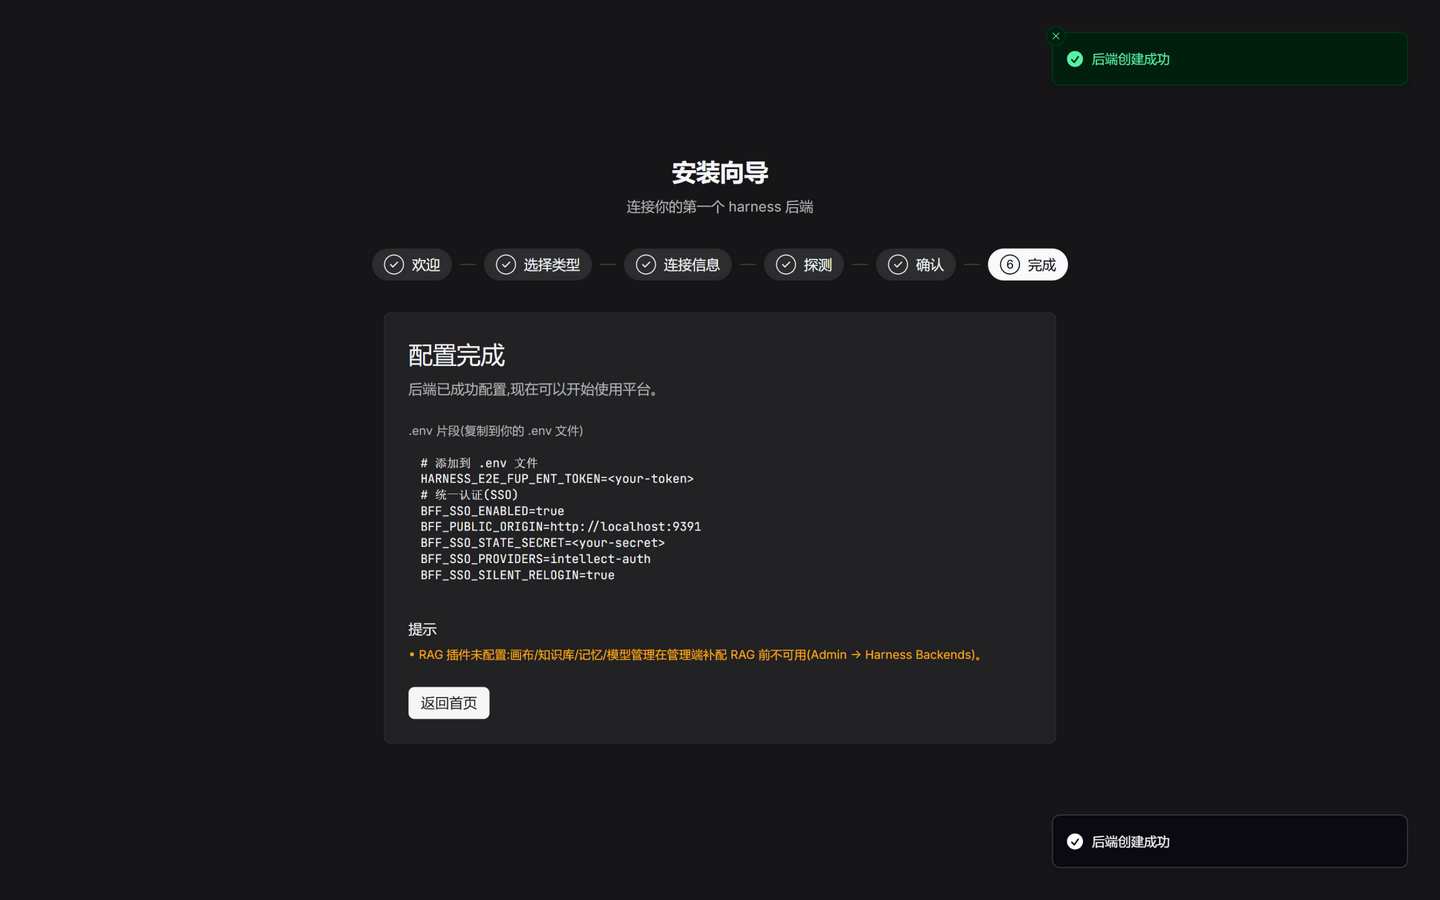 后端创建成功
安装向导
连接你的第一个 harness 后端
欢迎
选择类型
连接信息
探测
确认
6 完成
配置完成
后端已成功配置,现在可以开始使用平台。
.env 片段(复制到你的 .env 文件)
# 添加到 .env 文件
HARNESS_E2E_FUP_ENT_TOKEN=<your-token>
# 统一认证(SSO)
BFF_SSO_ENABLED=true
BFF_PUBLIC_ORIGIN=http://localhost:9391
BFF_SSO_STATE_SECRET=<your-secret>
BFF_SSO_PROVIDERS=intellect-auth
BFF_SSO_SILENT_RELOGIN=true
提示
• RAG 插件未配置:画布/知识库/记忆/模型管理在管理端补配 RAG 前不可用(Admin → Harness Backends)。
返回首页
后端创建成功